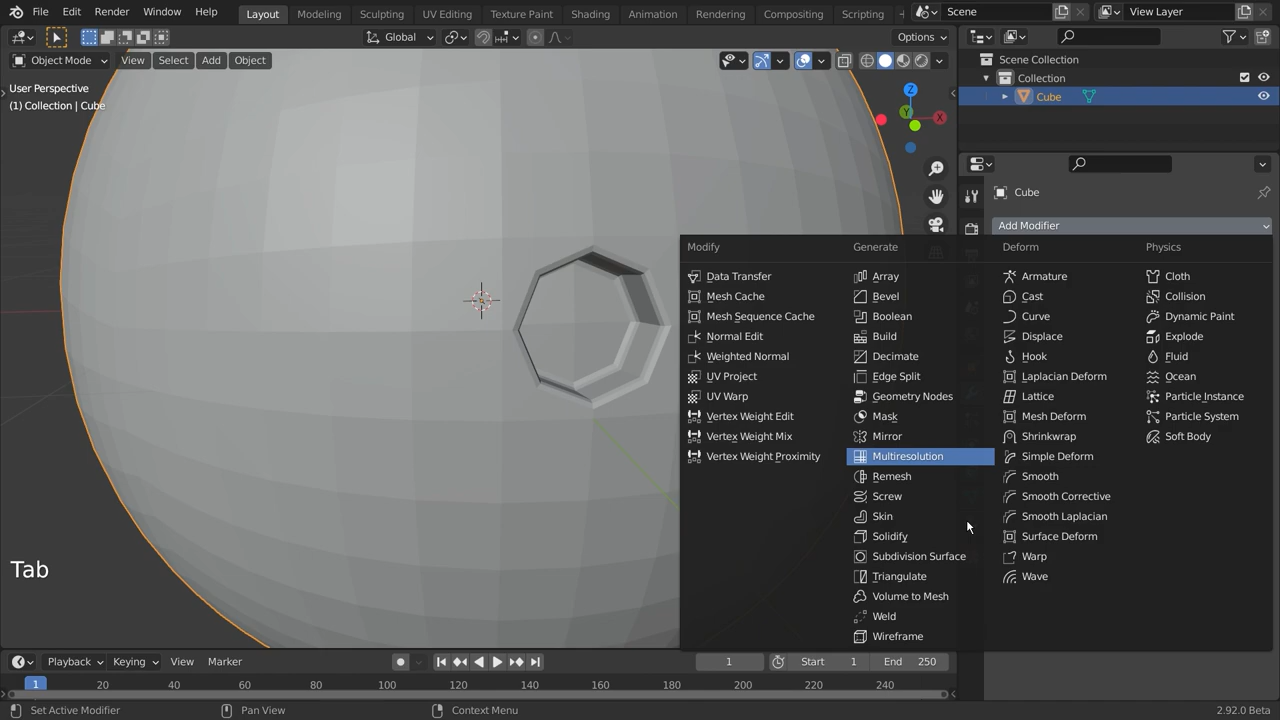 File Edit Render Window Help Layout Modeling Sculpting UV Editing Texture Paint Shading Animation Rendering Compositing Scripting Scene View Layer
Global Options
Object Mode View Select Add Object
User Perspective
(1) Collection | Cube
Z
Y
X
Scene Collection
Collection
Cube
Cube
Add Modifier
Modify
Data Transfer
Mesh Cache
Mesh Sequence Cache
Normal Edit
Weighted Normal
UV Project
UV Warp
Vertex Weight Edit
Vertex Weight Mix
Vertex Weight Proximity
Generate
Array
Bevel
Boolean
Build
Decimate
Edge Split
Geometry Nodes
Mask
Mirror
Multiresolution
Remesh
Screw
Skin
Solidify
Subdivision Surface
Triangulate
Volume to Mesh
Weld
Wireframe
Deform
Armature
Cast
Curve
Displace
Hook
Laplacian Deform
Lattice
Mesh Deform
Shrinkwrap
Simple Deform
Smooth
Smooth Corrective
Smooth Laplacian
Surface Deform
Warp
Wave
Physics
Cloth
Collision
Dynamic Paint
Explode
Fluid
Ocean
Particle Instance
Particle System
Soft Body
Tab
Playback Keying View Marker 1 Start 1 End 250
1 20 40 60 80 100 120 140 160 180 200 220 240
Set Active Modifier Pan View Context Menu 2.92.0 Beta